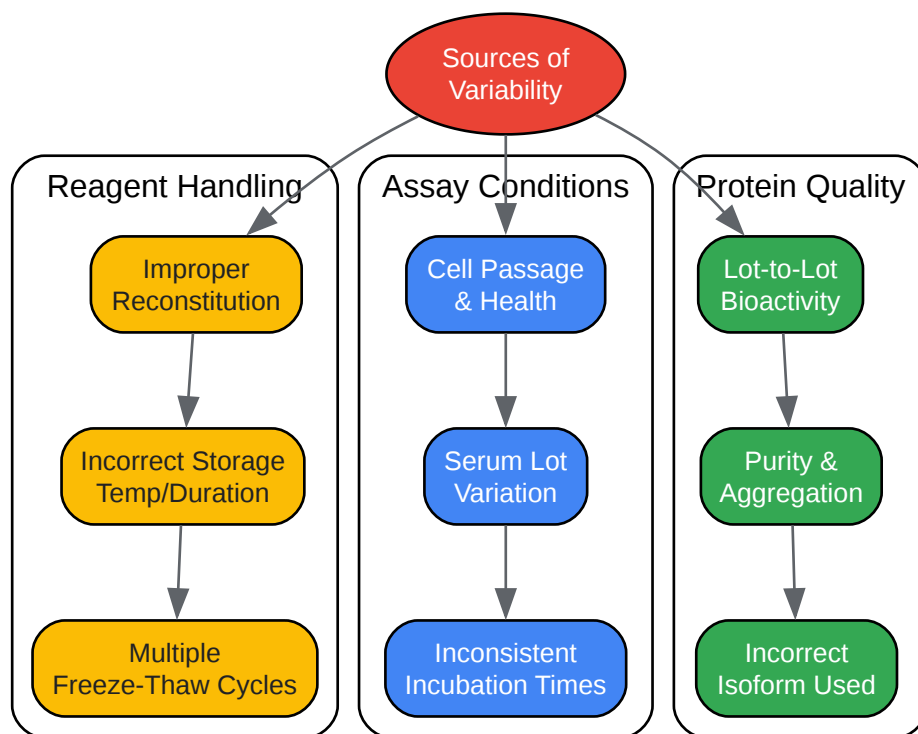 Sources of
Variability
Reagent Handling
Improper
Reconstitution
Incorrect Storage
Temp/Duration
Multiple
Freeze-Thaw Cycles
Assay Conditions
Cell Passage
& Health
Serum Lot
Variation
Inconsistent
Incubation Times
Protein Quality
Lot-to-Lot
Bioactivity
Purity &
Aggregation
Incorrect
Isoform Used